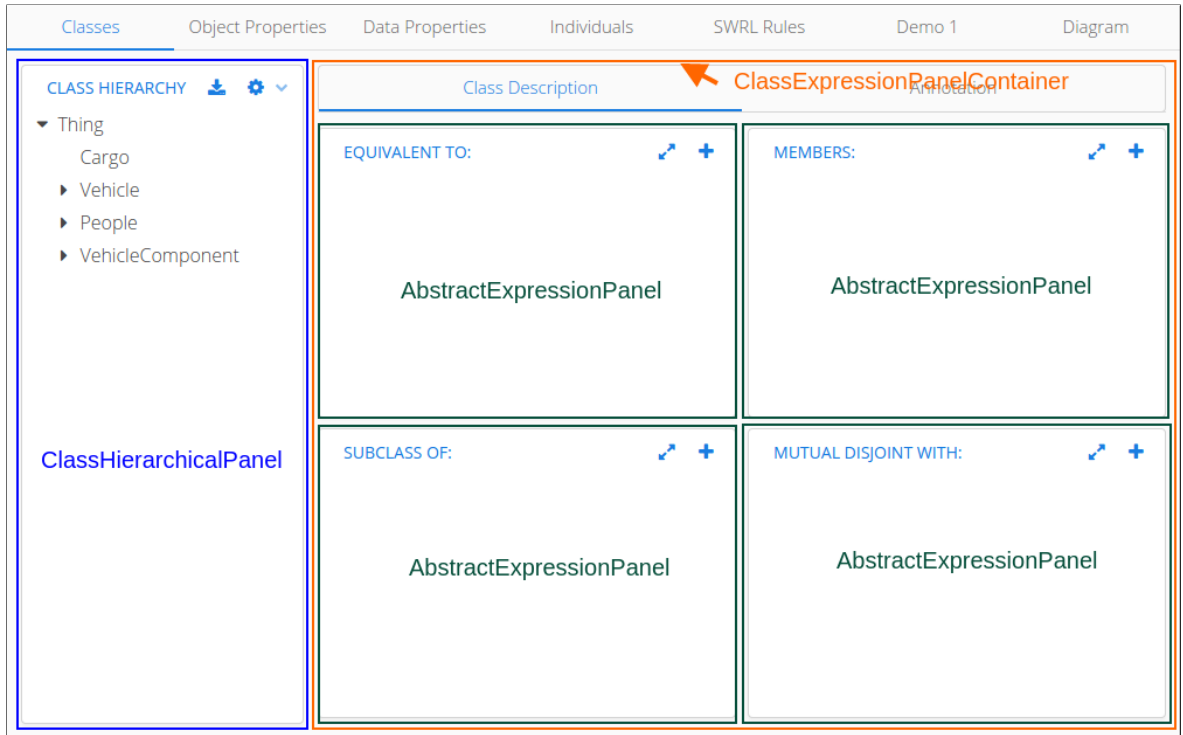 Classes Object Properties Data Properties Individuals SWRL Rules Demo 1 Diagram
CLASS HIERARCHY
Thing
Cargo
Vehicle
People
VehicleComponent
ClassHierarchicalPanel
Class Description
Annotation
ClassExpressionPanelContainer
EQUIVALENT TO:
AbstractExpressionPanel
MEMBERS:
AbstractExpressionPanel
SUBCLASS OF:
AbstractExpressionPanel
MUTUAL DISJOINT WITH:
AbstractExpressionPanel